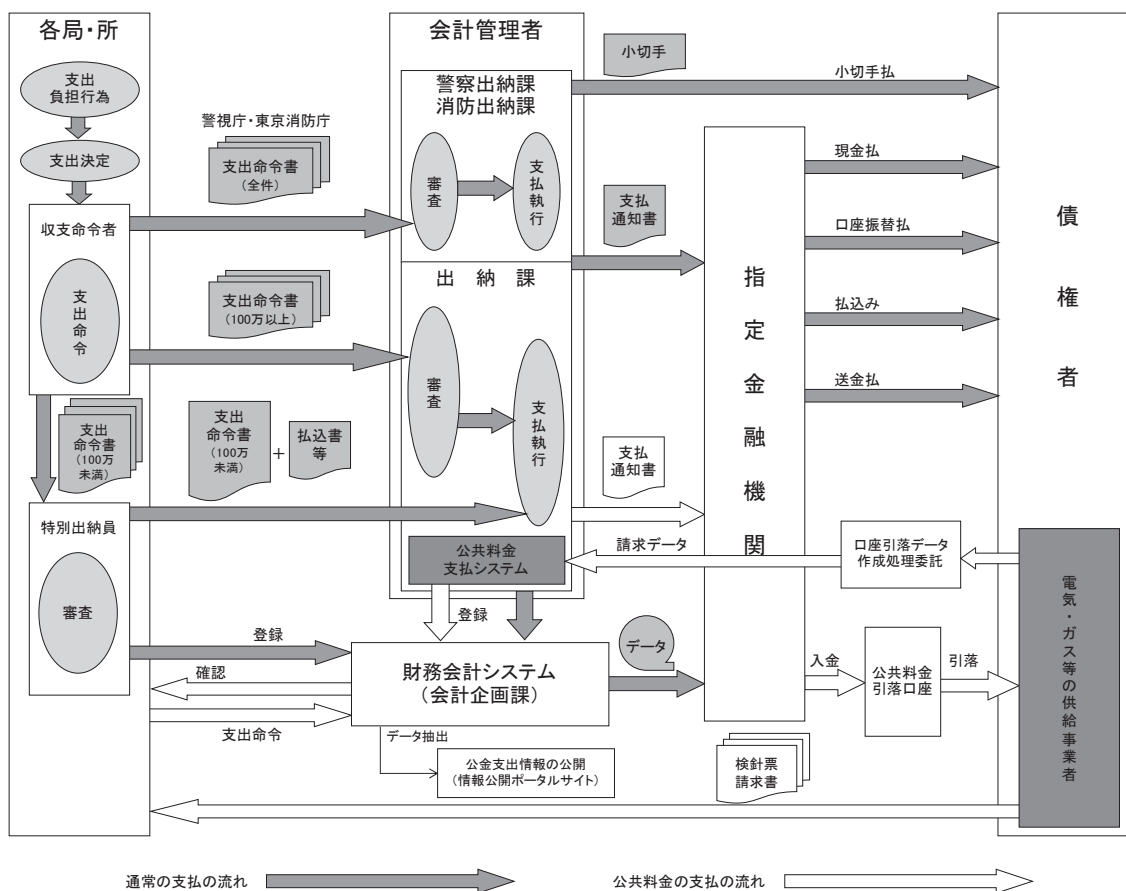 各局・所
支出
負担行為
支出決定
収支命令者
支
出
命
令
支出
命令書
(100万
未満)
特別出納員
審査
警視庁・東京消防庁
支出命令書
(全件)
支出命令書
(100万以上)
支出
命令書
(100万
未満)
+
払込書
等
会計管理者
警察出納課
消防出納課
審
査
支
払
執
行
出 納 課
審
査
支
払
執
行
公共料金
支払システム
登録
登録
確認
支出命令
財務会計システム
(会計企画課)
データ抽出
公金支出情報の公開
(情報公開ポータルサイト)
小切手
小切手払
支払
通知書
支払
通知書
請求データ
データ
指
定
金
融
機
関
現金払
口座振替払
払込み
送金払
口座引落データ
作成処理委託
入金
公共料金
引落口座
引落
検針票
請求書
債
権
者
電
気
・
ガ
ス
等
の
供
給
事
業
者
通常の支払の流れ
公共料金の支払の流れ